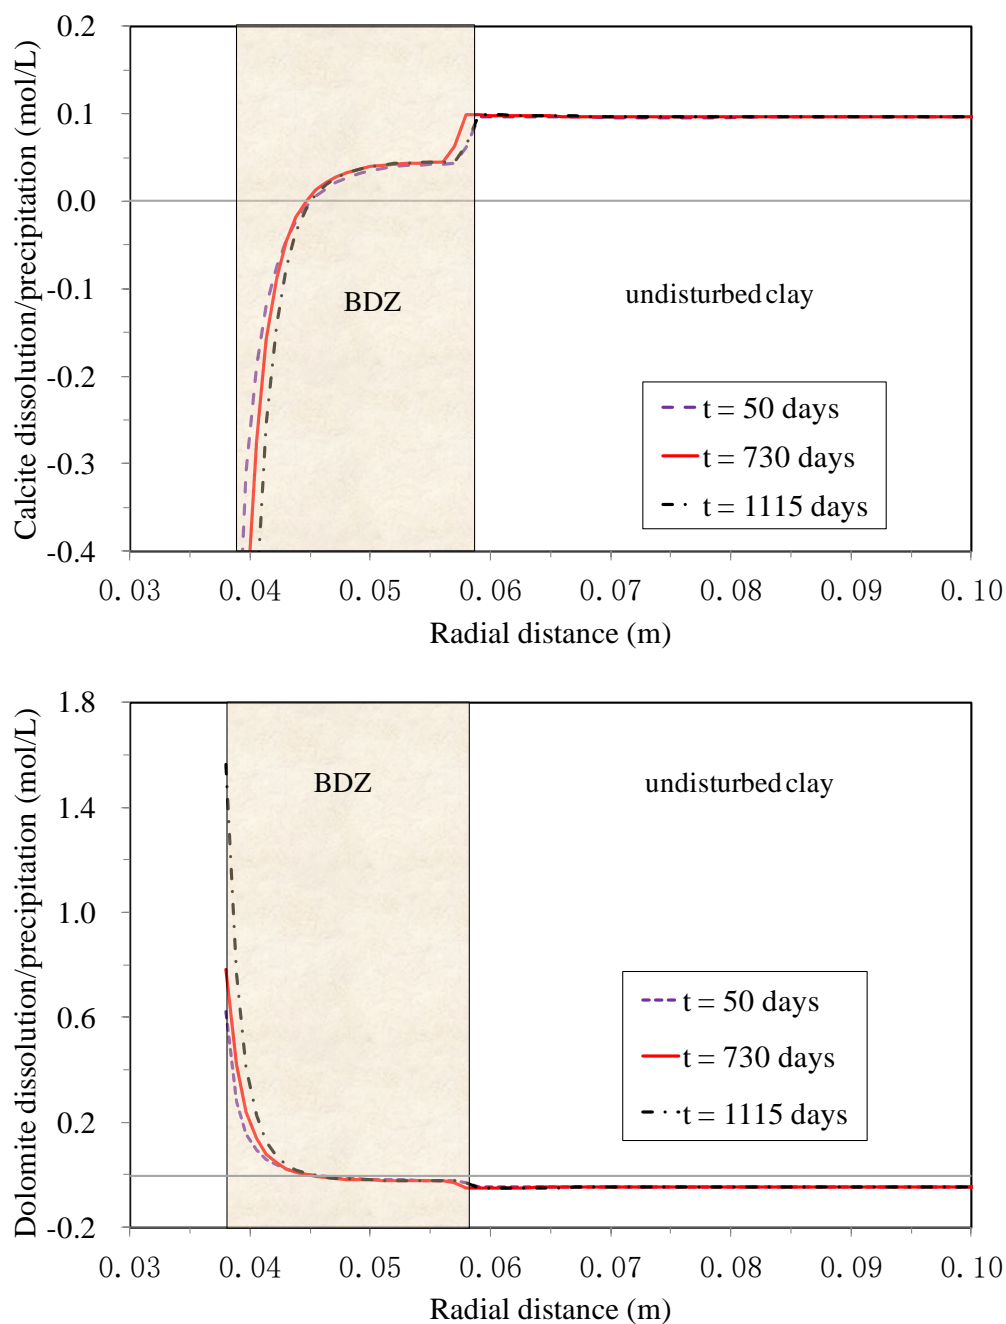 Calcite dissolution/precipitation (mol/L)
0.2
0.1
0.0
-0.1
-0.2
-0.3
-0.4
BDZ
undisturbed clay
t = 50 days
t = 730 days
t = 1115 days
0.03 0.04 0.05 0.06 0.07 0.08 0.09 0.10
Radial distance (m)
Dolomite dissolution/precipitation (mol/L)
1.8
1.4
1.0
0.6
0.2
-0.2
BDZ
undisturbed clay
t = 50 days
t = 730 days
t = 1115 days
0.03 0.04 0.05 0.06 0.07 0.08 0.09 0.10
Radial distance (m)